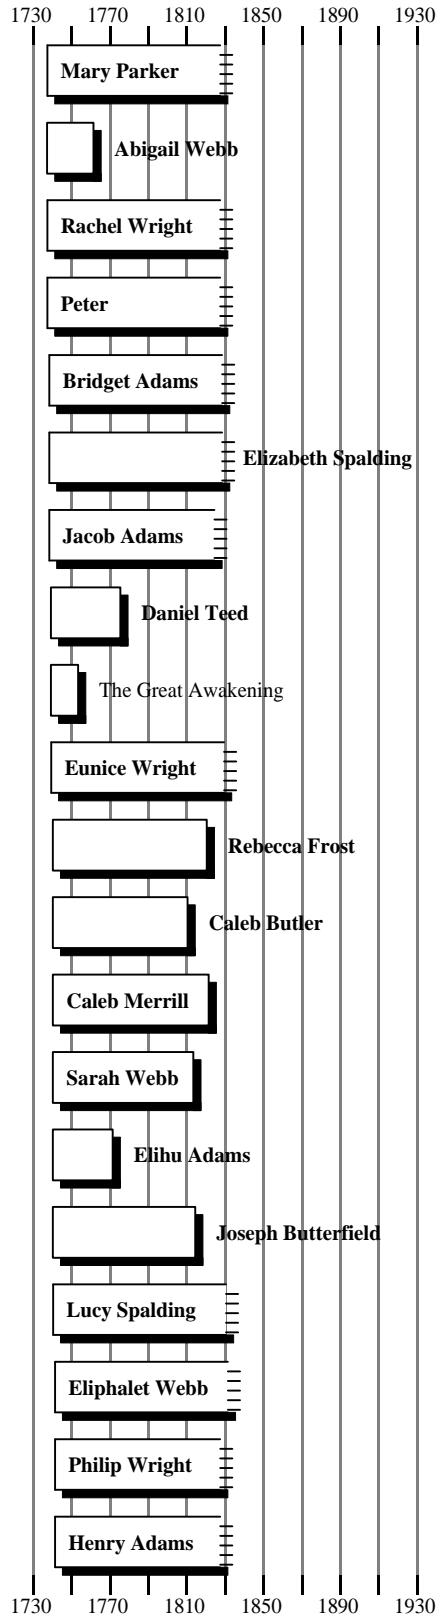 1730 1770 1810 1850 1890 1930
Mary Parker
Abigail Webb
Rachel Wright
Peter
Bridget Adams
Elizabeth Spalding
Jacob Adams
Daniel Teed
The Great Awakening
Eunice Wright
Rebecca Frost
Caleb Butler
Caleb Merrill
Sarah Webb
Elihu Adams
Joseph Butterfield
Lucy Spalding
Eliphalet Webb
Philip Wright
Henry Adams
1730 1770 1810 1850 1890 1930